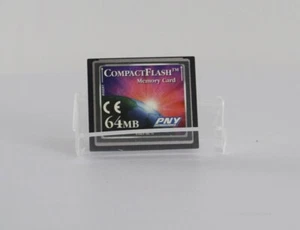 COMPACTFLASH™
Memory Card
CE
64MB
PNY